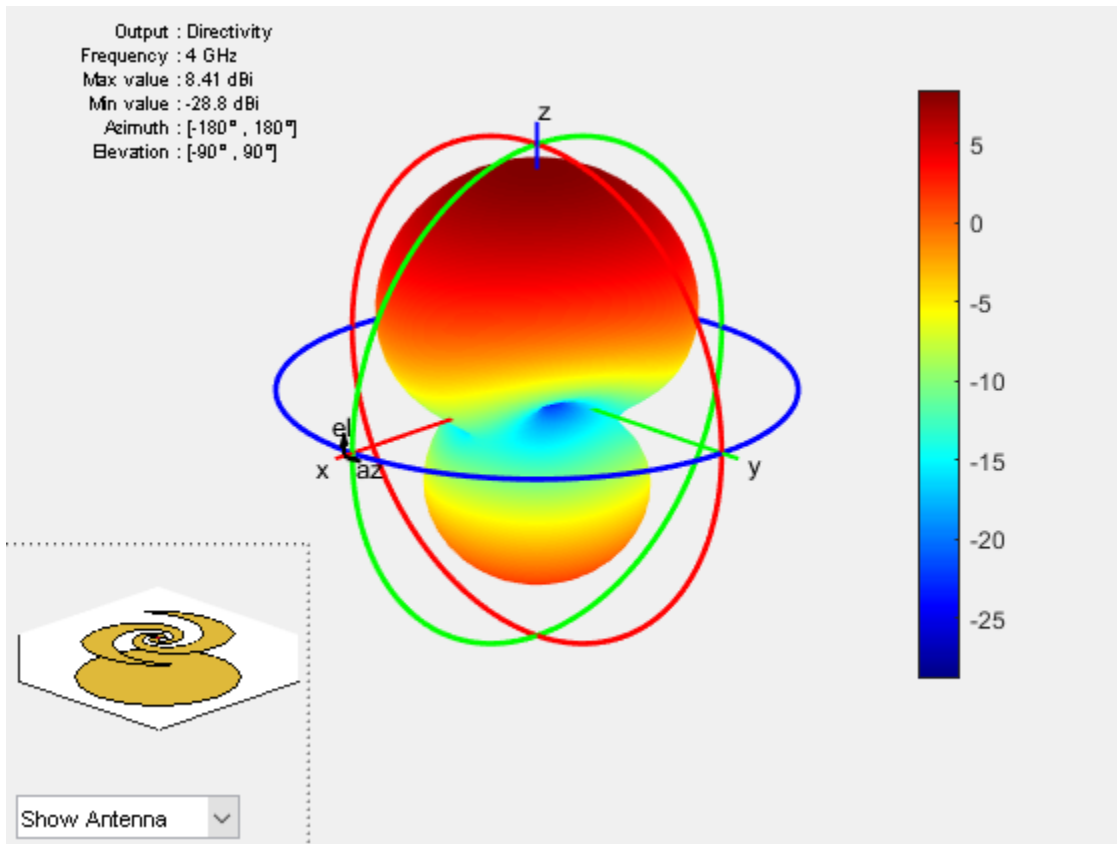 Output : Directivity
Frequency : 4 GHz
Max value : 8.41 dBi
Min value : -28.8 dBi
Azimuth : [-180° , 180°]
Elevation : [-90° , 90°]
z
5
0
-5
-10
-15
-20
-25
el
x
az
y
Show Antenna